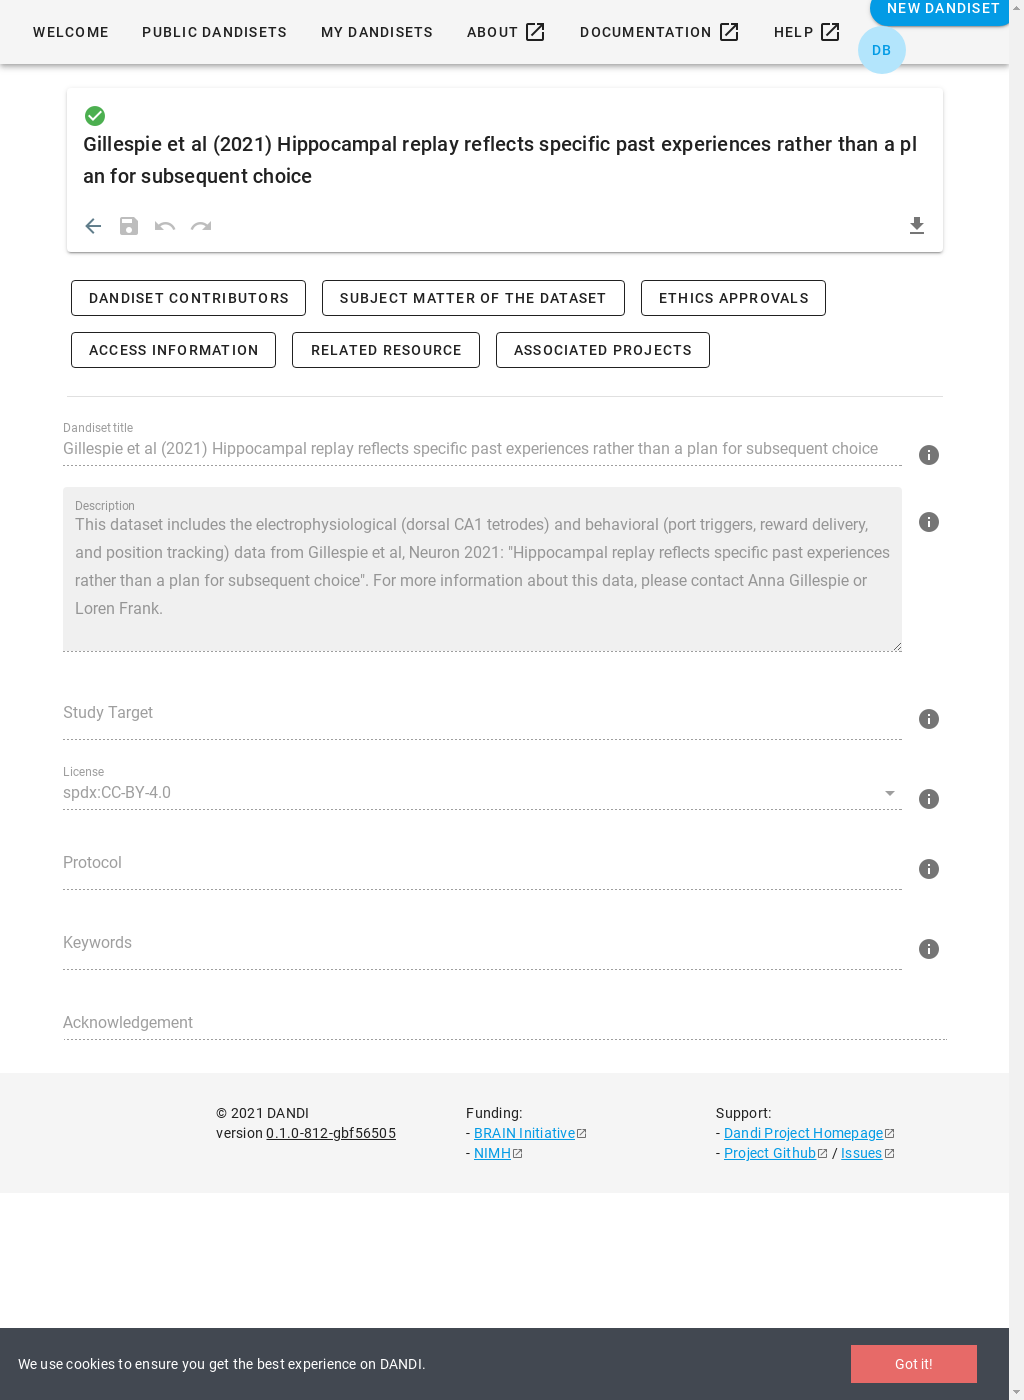 NEW DANDISET
WELCOME PUBLIC DANDISETS MY DANDISETS ABOUT DOCUMENTATION HELP
DB
Gillespie et al (2021) Hippocampal replay reflects specific past experiences rather than a pl
an for subsequent choice
DANDISET CONTRIBUTORS SUBJECT MATTER OF THE DATASET ETHICS APPROVALS
ACCESS INFORMATION RELATED RESOURCE ASSOCIATED PROJECTS
Dandiset title
Gillespie et al (2021) Hippocampal replay reflects specific past experiences rather than a plan for subsequent choice
Description
This dataset includes the electrophysiological (dorsal CA1 tetrodes) and behavioral (port triggers, reward delivery,
and position tracking) data from Gillespie et al, Neuron 2021: "Hippocampal replay reflects specific past experiences
rather than a plan for subsequent choice". For more information about this data, please contact Anna Gillespie or
Loren Frank.
Study Target
License
spdx:CC-BY-4.0
Protocol
Keywords
Acknowledgement
© 2021 DANDI
version 0.1.0-812-gbf56505
Funding:
- BRAIN Initiative
- NIMH
Support:
- Dandi Project Homepage
- Project Github / Issues
We use cookies to ensure you get the best experience on DANDI.
Got it!